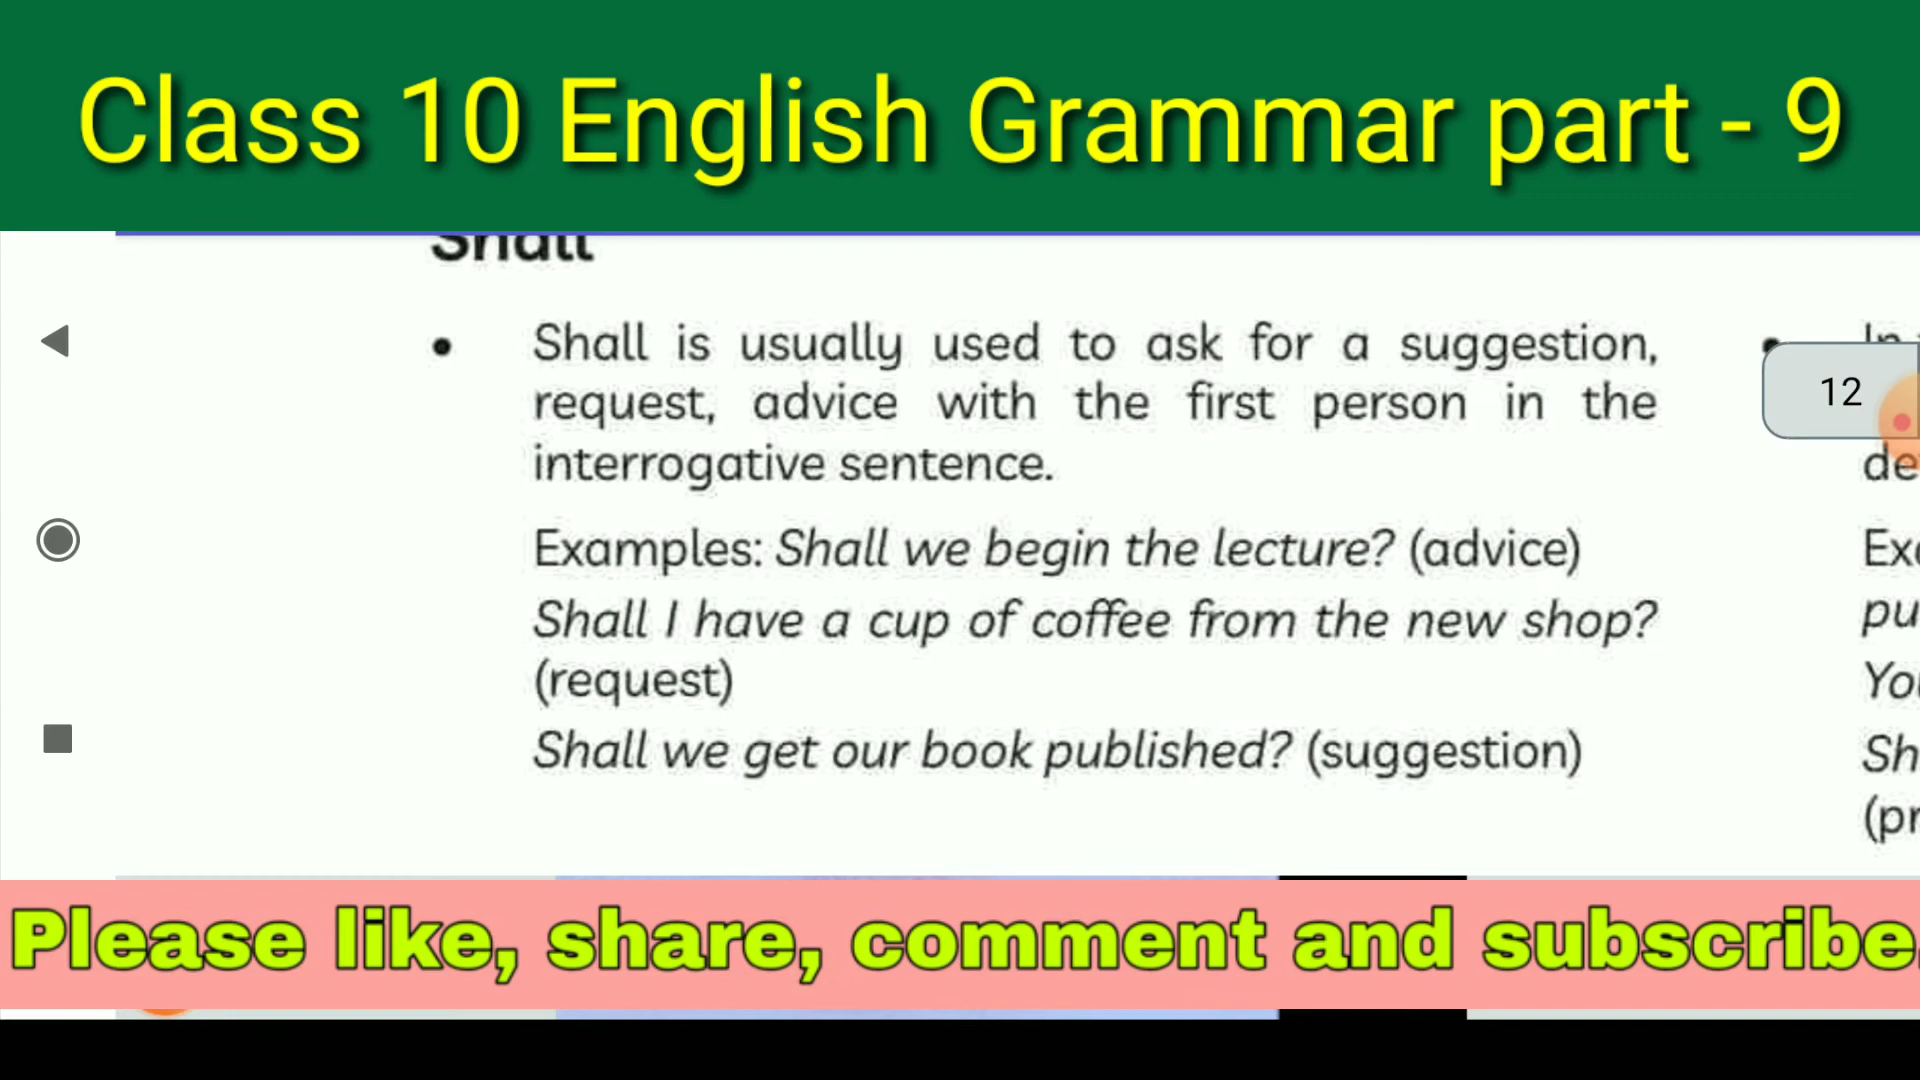 Class 10 English Grammar part - 9
Shall
• Shall is usually used to ask for a suggestion,
request, advice with the first person in the
interrogative sentence.
Examples: Shall we begin the lecture? (advice)
Shall I have a cup of coffee from the new shop?
(request)
Shall we get our book published? (suggestion)
•
12
Please like, share, comment and subscribe.